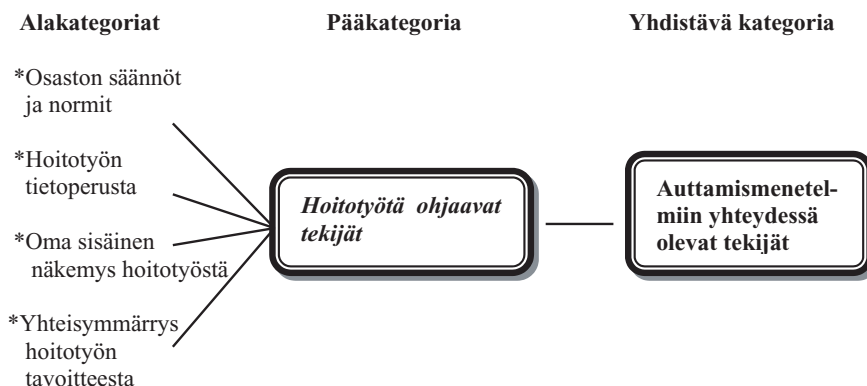 Alakategoriat
Pääkategoria
Yhdistävä kategoria
*Osaston säännöt
ja normit
*Hoitotyön
tietoperusta
*Oma sisäinen
näkemys hoitotyöstä
*Yhteisymmärrys
hoitotyön
tavoitteesta
Hoitotyötä ohjaavat
tekijät
Auttamismenetel-
miin yhteydessä
olevat tekijät